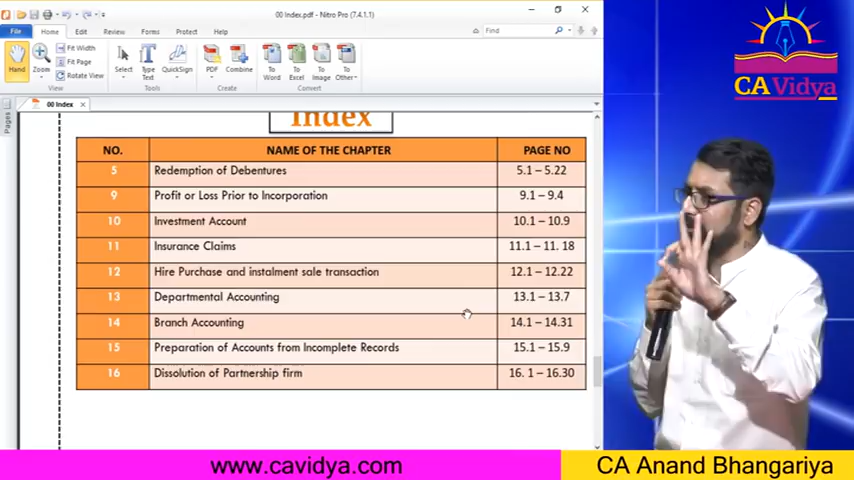 00 Index.pdf - Nitro Pro (7.4.1.1)
File Home Edit Review Forms Protect Help
Find
Hand
Zoom
Fit Width
Fit Page
Rotate View
View
Select
Type Text
QuickSign
Tools
PDF
Combine
Create
To Word
To Excel
To Image
To Other
Convert
00 Index
Pages
Index
NO. NAME OF THE CHAPTER PAGE NO
5 Redemption of Debentures 5.1 – 5.22
9 Profit or Loss Prior to Incorporation 9.1 – 9.4
10 Investment Account 10.1 – 10.9
11 Insurance Claims 11.1 – 11. 18
12 Hire Purchase and instalment sale transaction 12.1 – 12.22
13 Departmental Accounting 13.1 – 13.7
14 Branch Accounting 14.1 – 14.31
15 Preparation of Accounts from Incomplete Records 15.1 – 15.9
16 Dissolution of Partnership firm 16. 1 – 16.30
CA Vidya
www.cavidya.com
CA Anand Bhangariya